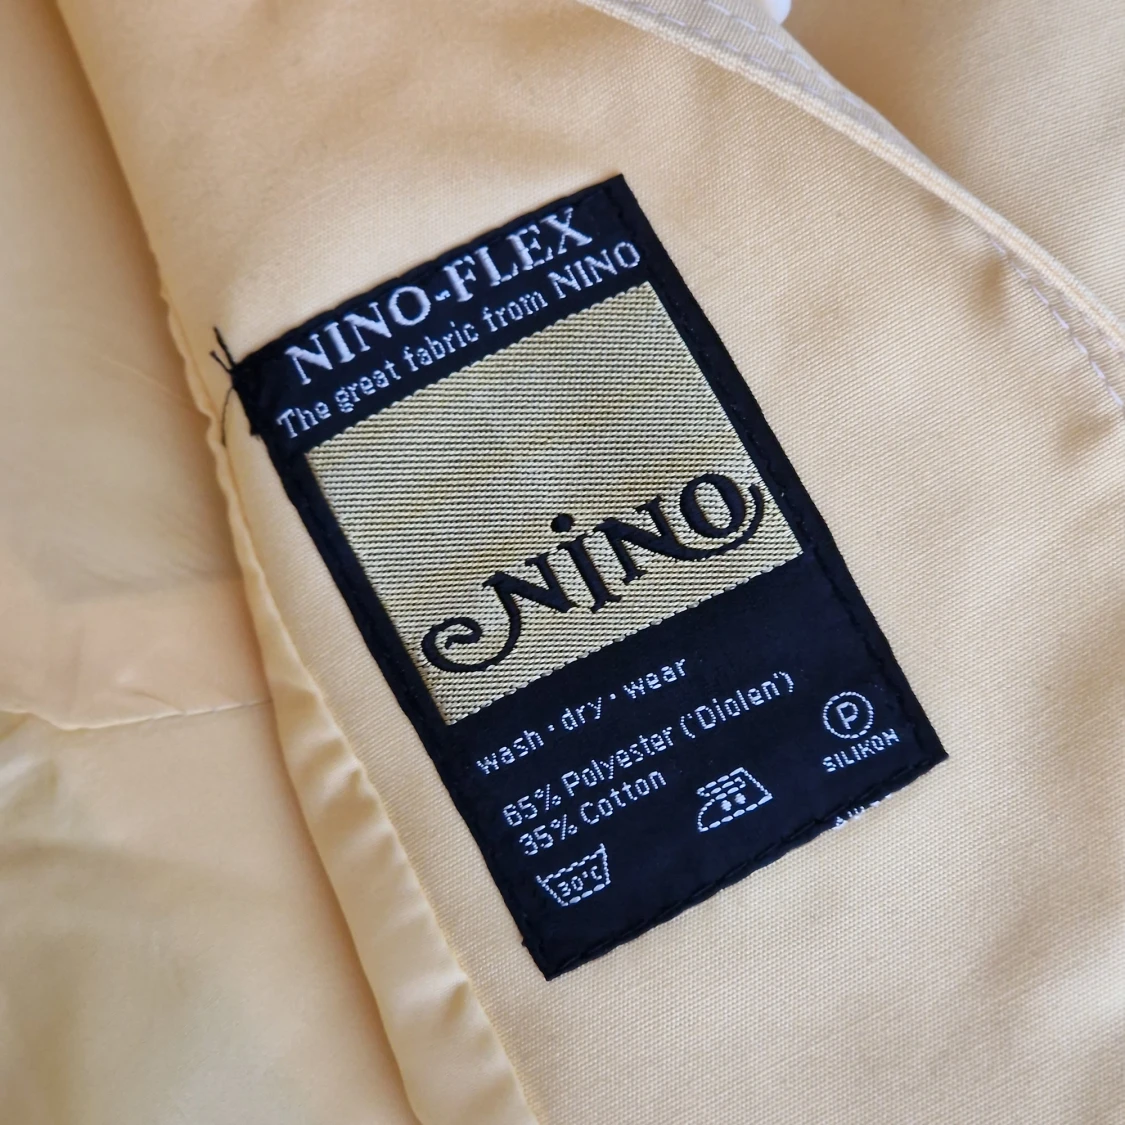 NINO-FLEX
The great fabric from NINO
NINO
wash · dry · wear
65% Polyester ('Diolen')
35% Cotton
30°C
P
SILIKON